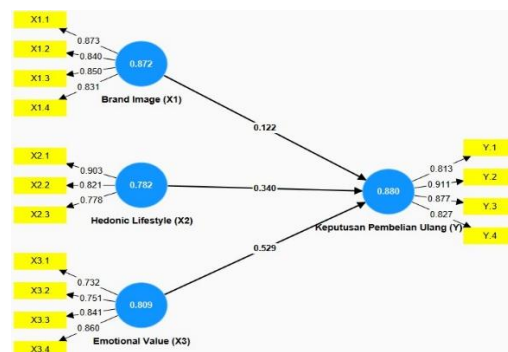 X1.1
0.873
X1.2
0.840
0.872
0.850
X1.3
0.831
X1.4
Brand Image (X1)
0.122
X2.1
0.903
X2.2
0.821
0.782
0.778
X2.3
Hedonic Lifestyle (X2)
0.340
Y.1
0.813
Y.2
0.911
0.880
0.877
Y.3
0.827
Keputusan Pembelian Ulang (Y)
Y.4
0.529
X3.1
0.732
X3.2
0.751
0.809
0.841
X3.3
0.860
X3.4
Emotional Value (X3)